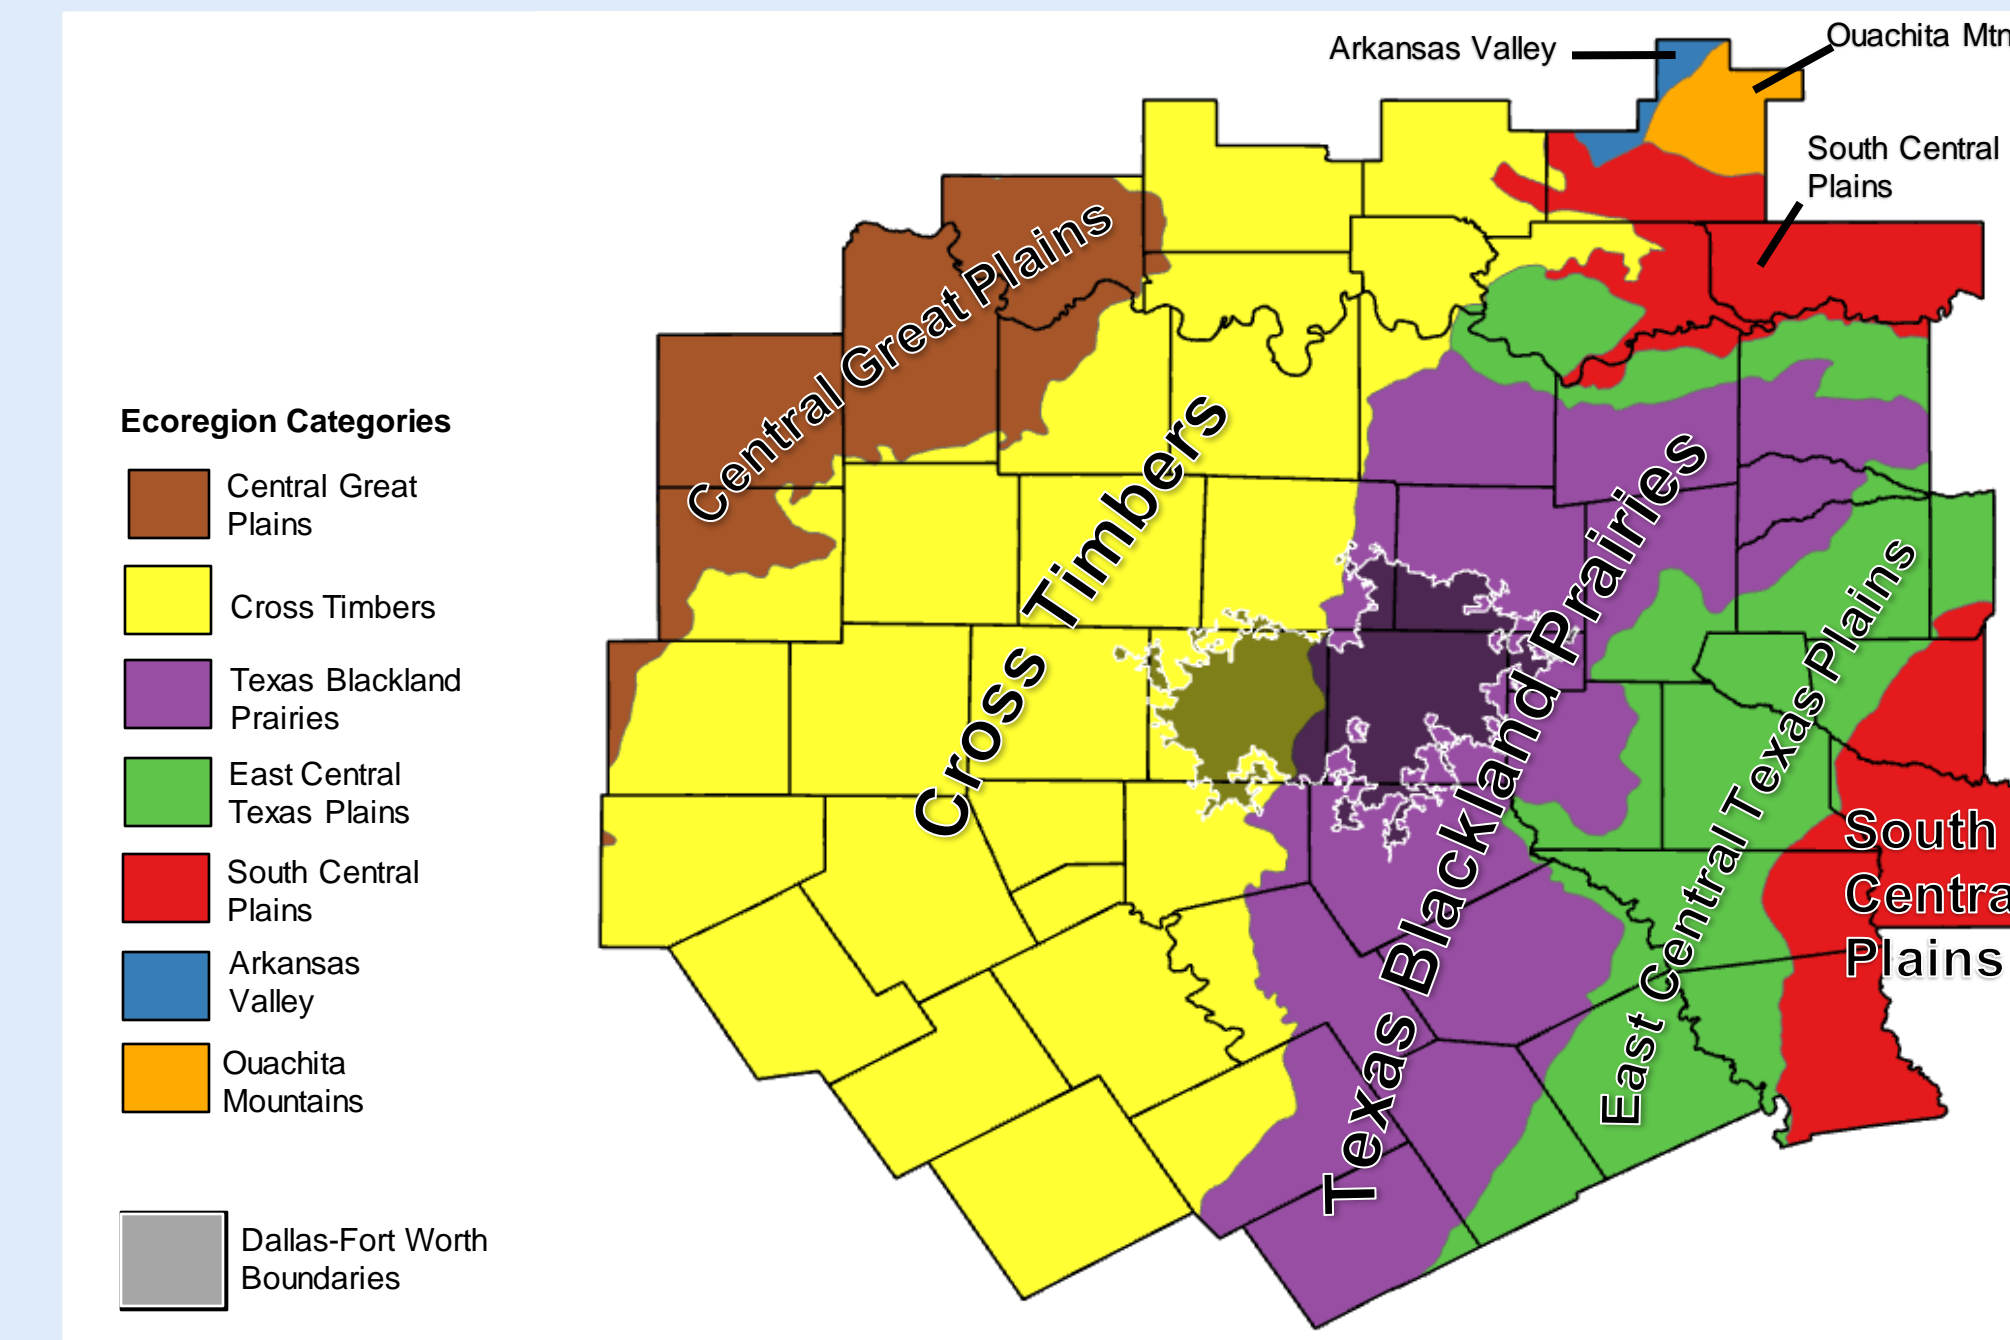 Arkansas Valley
Ouachita Mtn
South Central
Plains
Central Great Plains
Cross Timbers
Texas Blackland Prairies
East Central Texas Plains
South
Centra
Plains
Ecoregion Categories
Central Great
Plains
Cross Timbers
Texas Blackland
Prairies
East Central
Texas Plains
South Central
Plains
Arkansas
Valley
Ouachita
Mountains
Dallas-Fort Worth
Boundaries